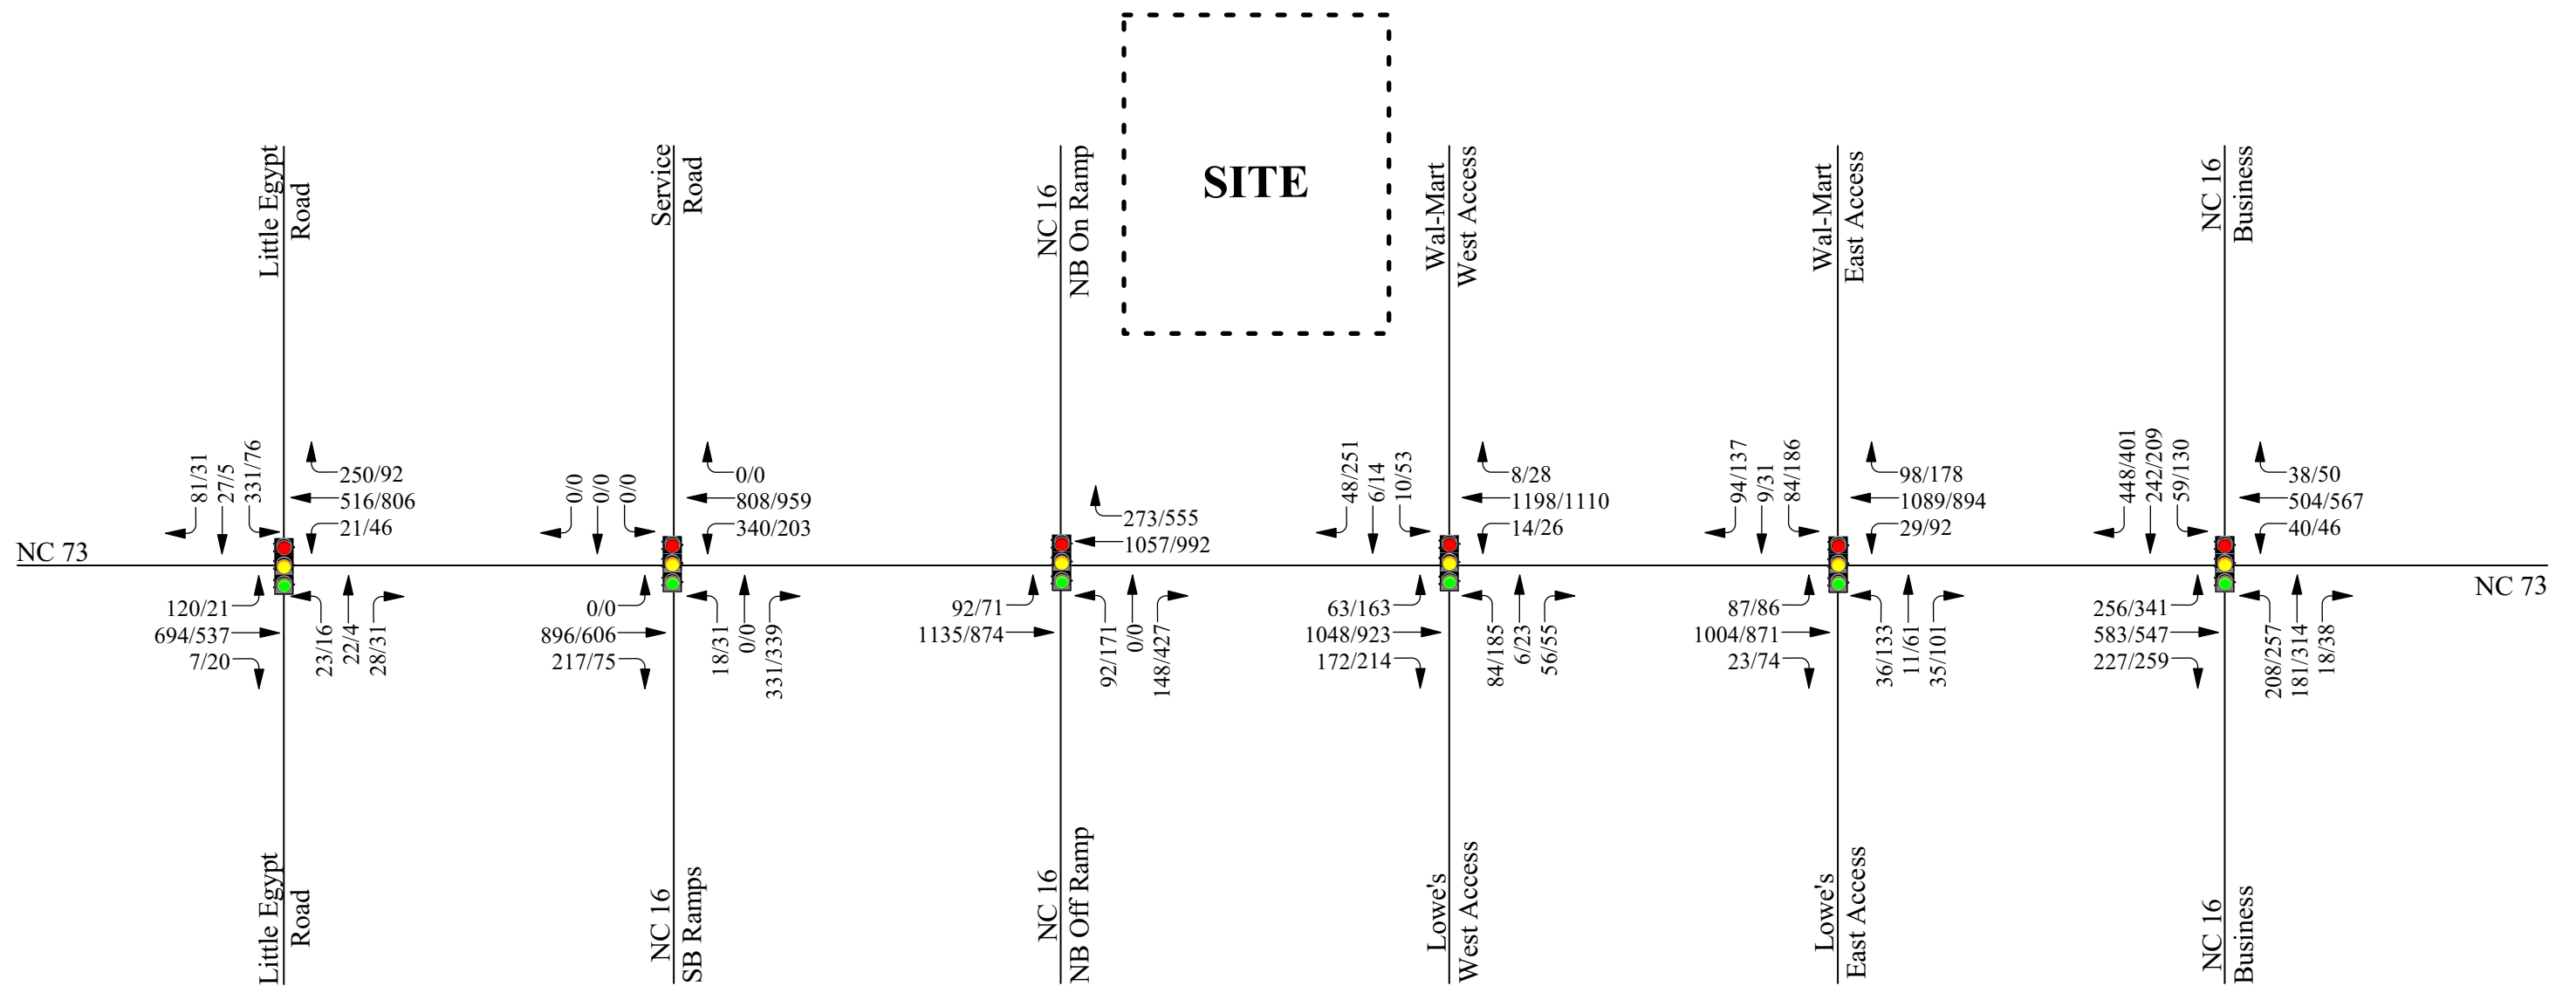 SITE
Little Egypt
Road
Service
Road
NC 16
NB On Ramp
Wal-Mart
West Access
Wal-Mart
East Access
NC 16
Business
NC 73
NC 73
81/31
27/5
331/76
250/92
516/806
21/46
120/21
694/537
7/20
23/16
22/4
28/31
0/0
0/0
0/0
0/0
808/959
340/203
0/0
896/606
217/75
18/31
0/0
331/339
273/555
1057/992
92/71
1135/874
92/171
0/0
148/427
48/251
6/14
10/53
8/28
1198/1110
14/26
63/163
1048/923
172/214
84/185
6/23
56/55
94/137
9/31
84/186
98/178
1089/894
29/92
87/86
1004/871
23/74
36/133
11/61
35/101
448/401
242/209
59/130
38/50
504/567
40/46
256/341
583/547
227/259
208/257
181/314
18/38
Little Egypt
Road
NC 16
SB Ramps
NC 16
NB Off Ramp
Lowe's
West Access
Lowe's
East Access
NC 16
Business